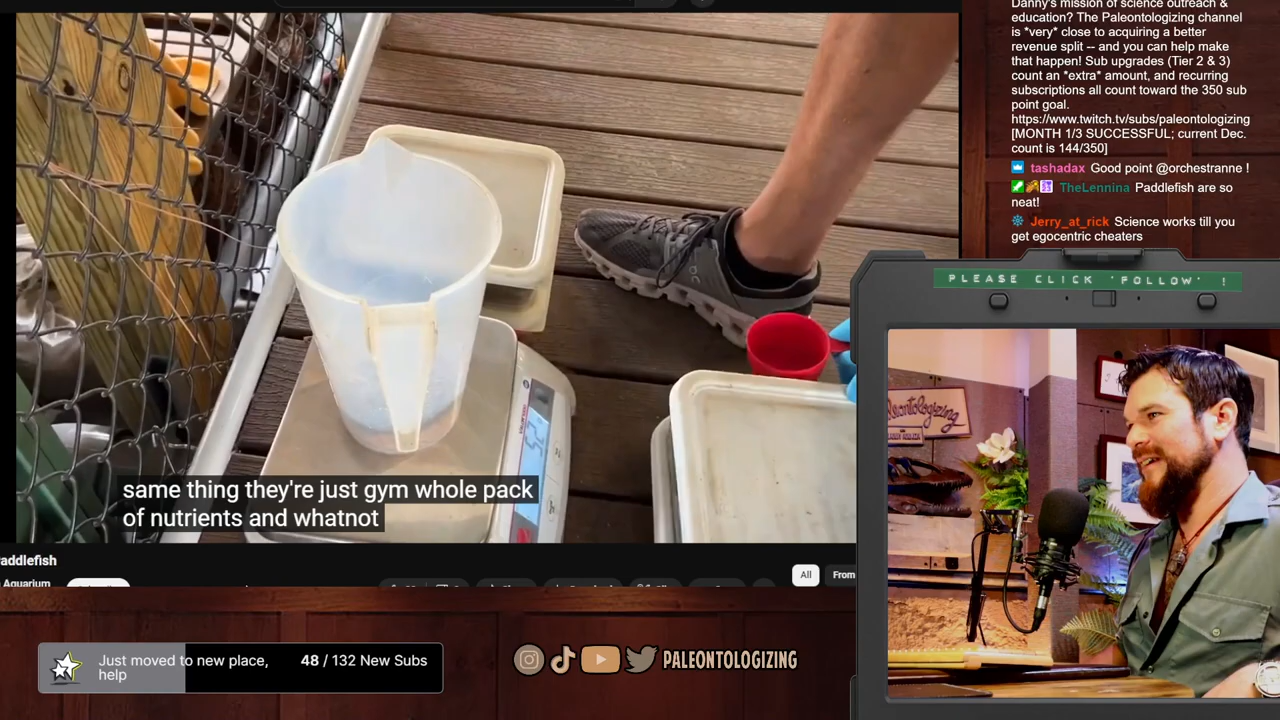 Danny's mission of science outreach &
education? The Paleontologizing channel
is *very* close to acquiring a better
revenue split -- and you can help make
that happen! Sub upgrades (Tier 2 & 3)
count an *extra* amount, and recurring
subscriptions all count toward the 350 sub
point goal.
https://www.twitch.tv/subs/paleontologizing
[MONTH 1/3 SUCCESSFUL; current Dec.
count is 144/350]
tashadax Good point @orchestranne !
TheLennina Paddlefish are so
neat!
Jerry_at_rick Science works till you
get egocentric cheaters
PLEASE CLICK "FOLLOW" !
same thing they're just gym whole pack
of nutrients and whatnot
addlefish
Aquarium
All From
Just moved to new place,
help
48 / 132 New Subs
PALEONTOLOGIZING